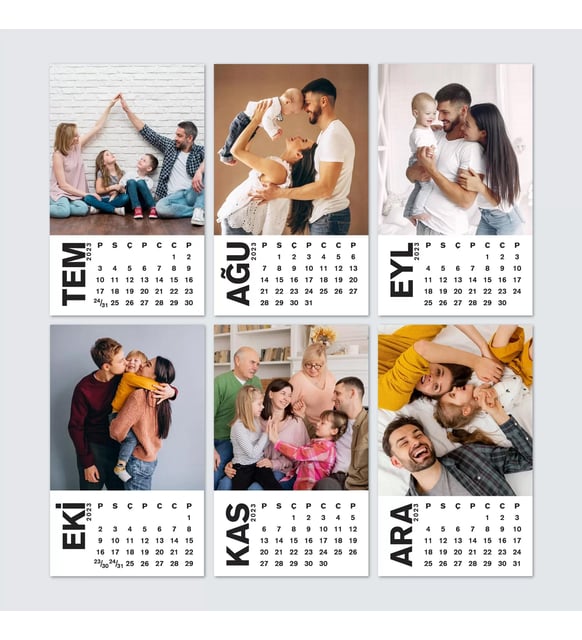 TEM
2023
P S Ç P C C P
1 2
3 4 5 6 7 8 9
10 11 12 13 14 15 16
17 18 19 20 21 22 23
24/31 25 26 27 28 29 30
AĞU
2023
P S Ç P C C P
1 2 3 4 5 6
7 8 9 10 11 12 13
14 15 16 17 18 19 20
21 22 23 24 25 26 27
28 29 30 31
EYL
2023
P S Ç P C C P
1 2 3
4 5 6 7 8 9 10
11 12 13 14 15 16 17
18 19 20 21 22 23 24
25 26 27 28 29 30
EKİ
2023
P S Ç P C C P
1
2 3 4 5 6 7 8
9 10 11 12 13 14 15
16 17 18 19 20 21 22
23/30 24/31 25 26 27 28 29
KAS
2023
P S Ç P C C P
1 2 3 4 5
6 7 8 9 10 11 12
13 14 15 16 17 18 19
20 21 22 23 24 25 26
27 28 29 30
ARA
2023
P S Ç P C C P
1 2 3
4 5 6 7 8 9 10
11 12 13 14 15 16 17
18 19 20 21 22 23 24
25 26 27 28 29 30 31